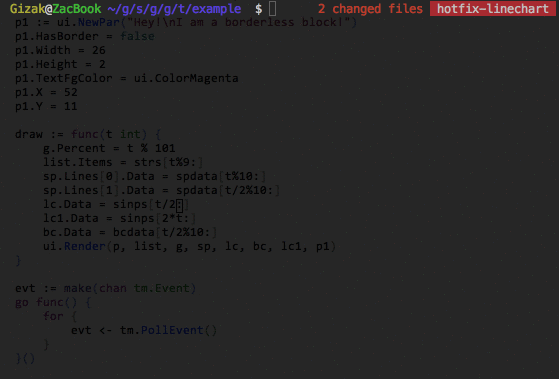 Gizak@ZacBook ~/g/s/g/g/t/example $ 2 changed files hotfix-linechart
p1 := ui.NewPar("Hey!\nI am a borderless block!")
p1.HasBorder = false
p1.Width = 26
p1.Height = 2
p1.TextFgColor = ui.ColorMagenta
p1.X = 52
p1.Y = 11
draw := func(t int) {
g.Percent = t % 101
list.Items = strs[t%9:]
sp.Lines[0].Data = spdata[t%10:]
sp.Lines[1].Data = spdata[t/2%10:]
lc.Data = sinps[t/2:]
lc1.Data = sinps[2*t:]
bc.Data = bcdata[t/2%10:]
ui.Render(p, list, g, sp, lc, bc, lc1, p1)
}
evt := make(chan tm.Event)
go func() {
for {
evt <- tm.PollEvent()
}
}()